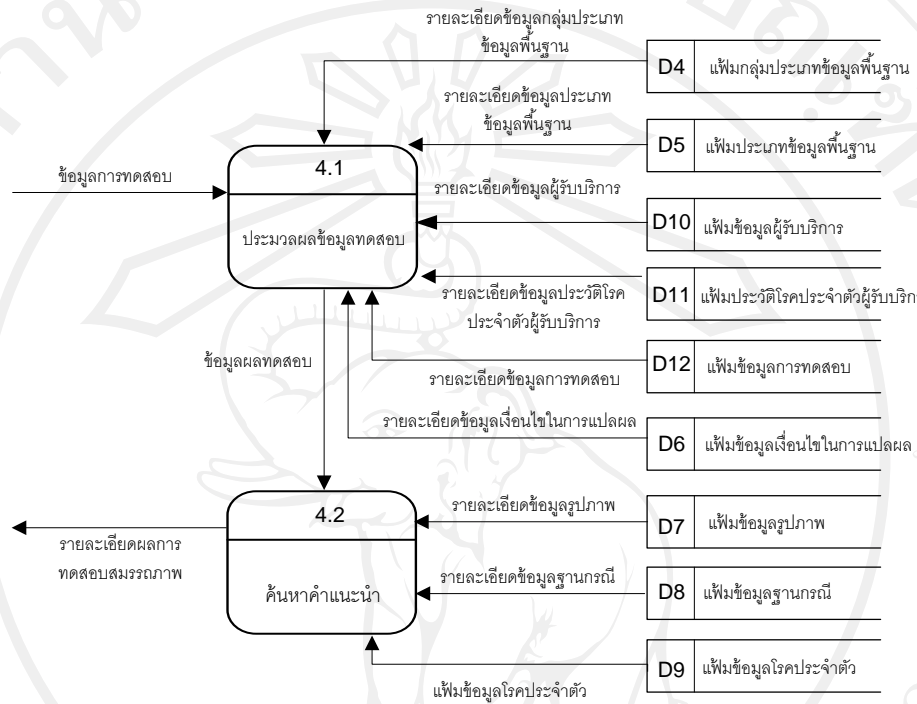 รายละเอียดข้อมูลกลุ่มประเภท
ข้อมูลพื้นฐาน
D4 แฟ้มกลุ่มประเภทข้อมูลพื้นฐาน
รายละเอียดข้อมูลประเภท
ข้อมูลพื้นฐาน
D5 แฟ้มประเภทข้อมูลพื้นฐาน
ข้อมูลการทดสอบ
4.1
ประมวลผลข้อมูลทดสอบ
รายละเอียดข้อมูลผู้รับบริการ
D10 แฟ้มข้อมูลผู้รับบริการ
รายละเอียดข้อมูลประวัติโรค
ประจำตัวผู้รับบริการ
D11 แฟ้มประวัติโรคประจำตัวผู้รับบริก
ข้อมูลผลทดสอบ
รายละเอียดข้อมูลการทดสอบ
D12 แฟ้มข้อมูลการทดสอบ
รายละเอียดข้อมูลเงื่อนไขในการแปลผล
D6 แฟ้มข้อมูลเงื่อนไขในการแปลผล
4.2
ค้นหาคำแนะนำ
รายละเอียดข้อมูลรูปภาพ
D7 แฟ้มข้อมูลรูปภาพ
รายละเอียดผลการ
ทดสอบสมรรถภาพ
รายละเอียดข้อมูลฐานกรณี
D8 แฟ้มข้อมูลฐานกรณี
แฟ้มข้อมูลโรคประจำตัว
D9 แฟ้มข้อมูลโรคประจำตัว